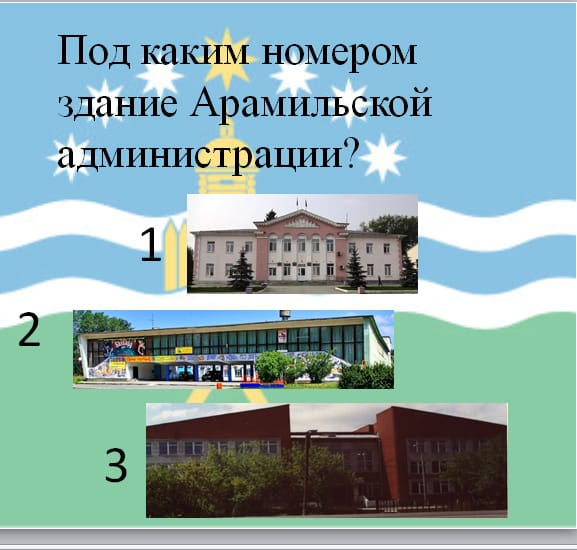 Под каким номером
здание Арамильской
администрации?
1
2
3